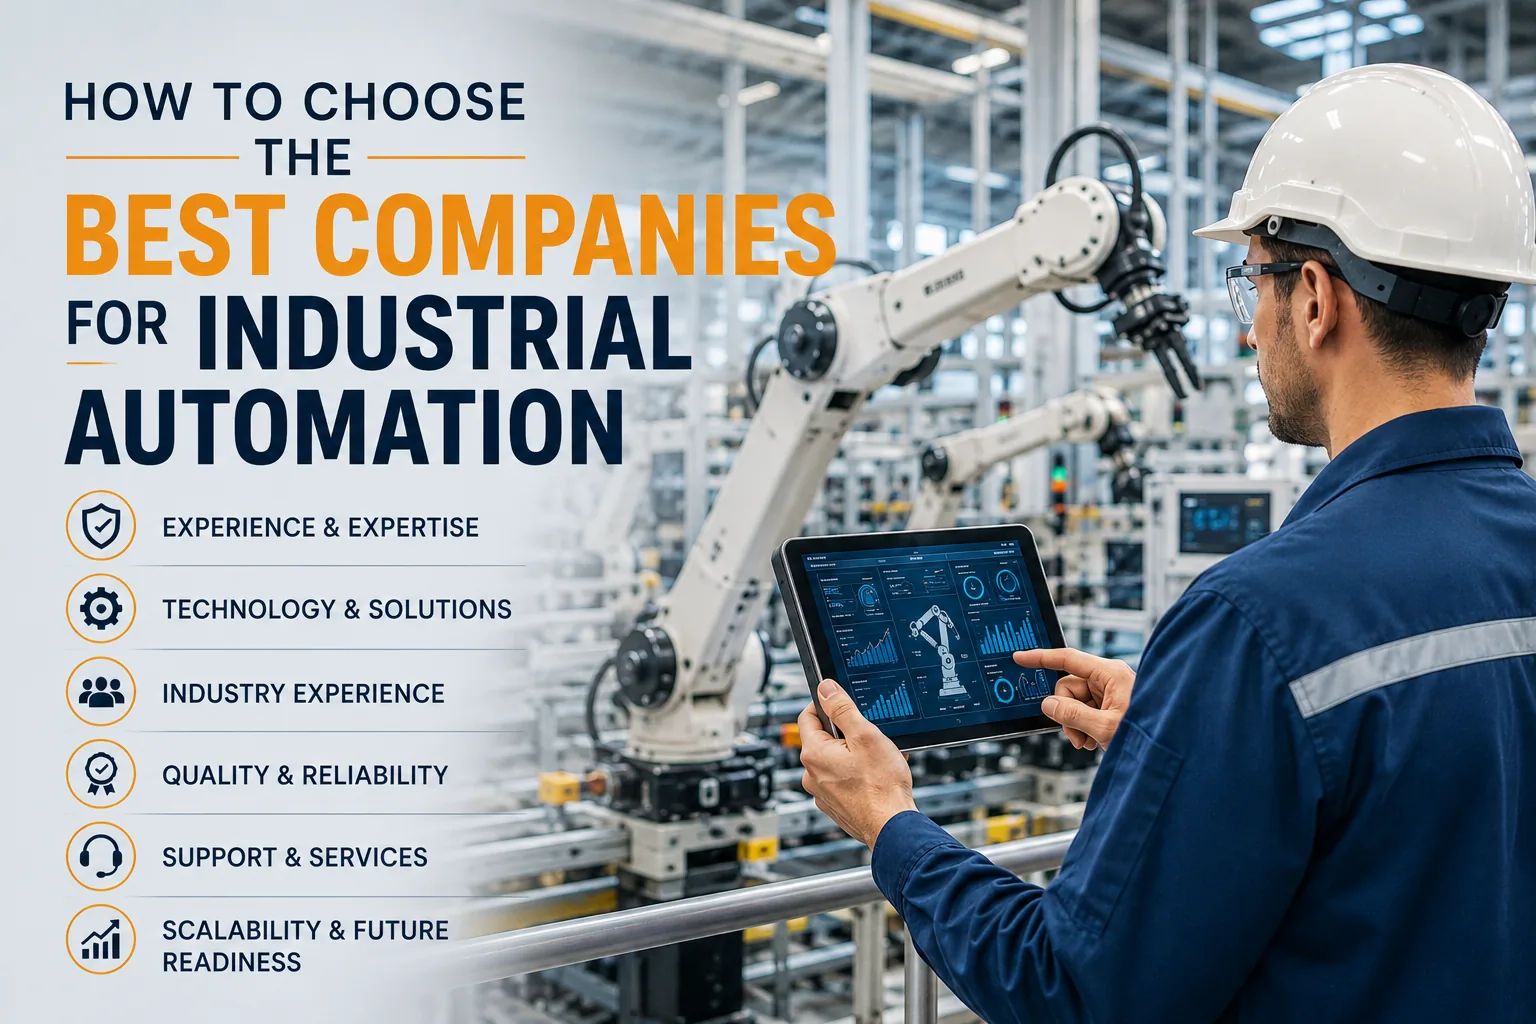 HOW TO CHOOSE
THE
BEST COMPANIES
FOR INDUSTRIAL
AUTOMATION
EXPERIENCE & EXPERTISE
TECHNOLOGY & SOLUTIONS
INDUSTRY EXPERIENCE
QUALITY & RELIABILITY
SUPPORT & SERVICES
SCALABILITY & FUTURE
READINESS